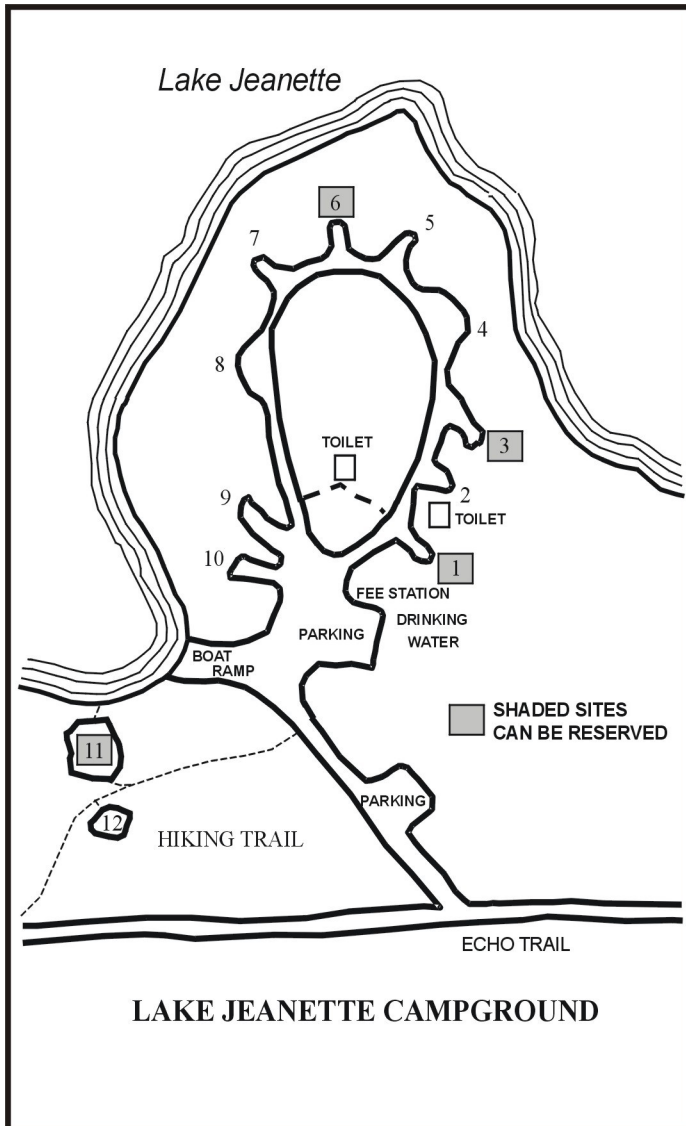 Lake Jeanette
6
5
7
4
8
3
TOILET
2
9
TOILET
10
1
FEE STATION
DRINKING
WATER
PARKING
BOAT
RAMP
SHADED SITES
CAN BE RESERVED
11
PARKING
12
HIKING TRAIL
ECHO TRAIL
LAKE JEANETTE CAMPGROUND